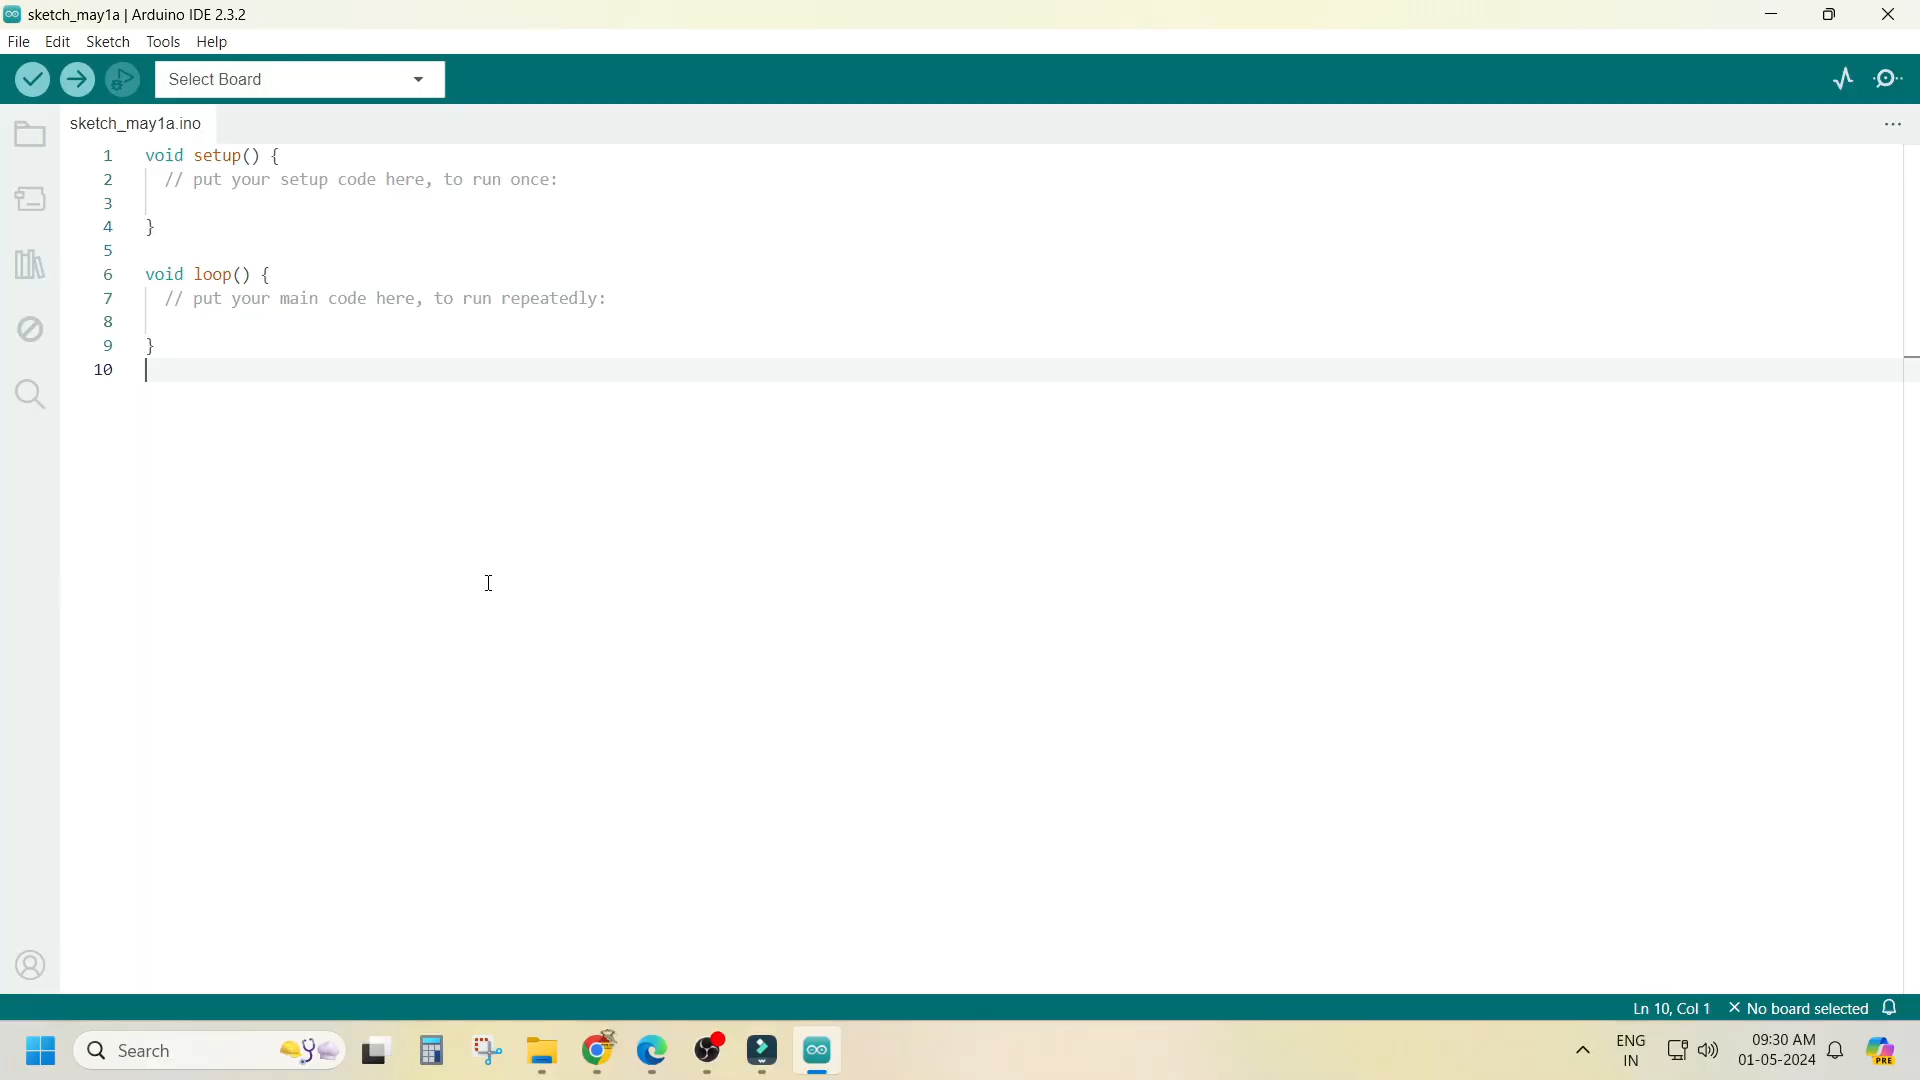 sketch_may1a | Arduino IDE 2.3.2
File Edit Sketch Tools Help
Select Board
sketch_may1a.ino
1 void setup() {
2 // put your setup code here, to run once:
3
4 }
5
6 void loop() {
7 // put your main code here, to run repeatedly:
8
9 }
10
Ln 10, Col 1 No board selected
Search
ENG
IN
09:30 AM
01-05-2024
PRE